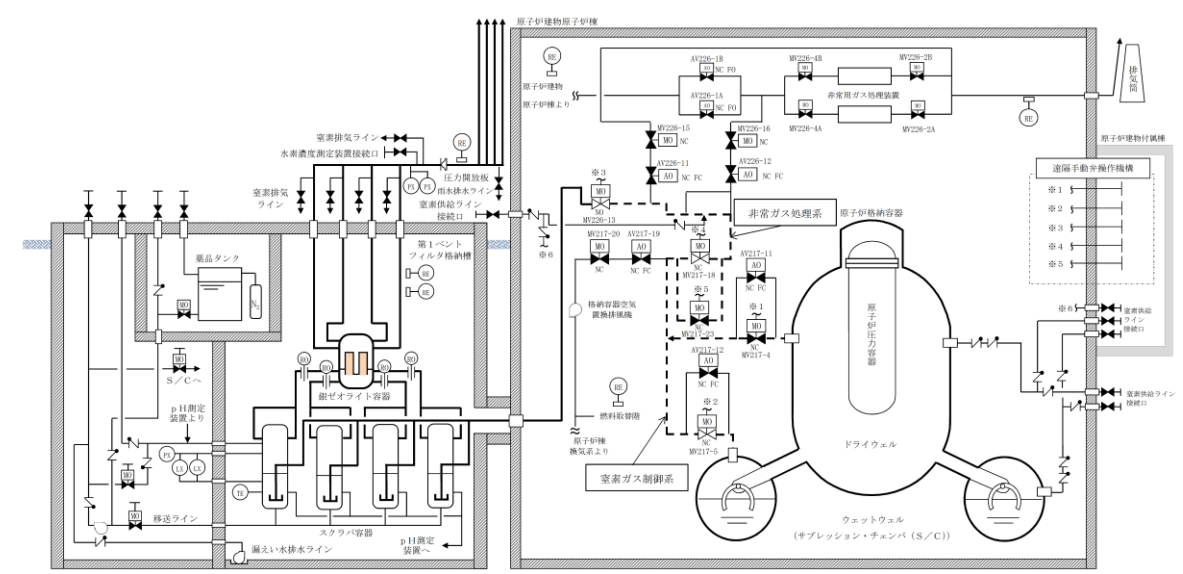 原子炉建物原子炉棟
RE
原子炉建物
原子炉棟より
AV226-1B
AO
NC FO
AV226-1A
AO
NC FO
MV226-4B
MO
MV226-2B
MO
非常用ガス処理装置
MO
MV226-4A
MO
MV226-2A
RE
排気筒
原子炉建物付属棟
遠隔手動弁操作機構
※1
※2
※3
※4
※5
窒素排気ライン
水素濃度測定装置接続口
RE
PX
PX
圧力開放板
雨水排水ライン
窒素供給ライン
接続口
窒素排気
ライン
※6
MV226-15
MO
NC
MV226-16
MO
NC
AV226-11
AO
NC FC
AV226-12
AO
NC FC
※3
MO
NO
MV226-13
非常ガス処理系
原子炉格納容器
MV217-20
MO
NC
AV217-19
AO
NC FC
※4
MO
NC
MV217-18
AV217-11
AO
NC FC
※5
MO
NC
MV217-23
※1
MO
NC
MV217-4
AV217-12
AO
NC FC
※2
MO
NC
MV217-5
格納容器空気
置換排風機
RE
燃料取替階
原子炉棟
換気系より
窒素ガス制御系
原子炉圧力容器
ドライウェル
ウェットウェル
(サプレッション・チェンバ(S/C))
※6
窒素供給
ライン
接続口
窒素供給ライン
接続口
第1ベント
フィルタ格納槽
RE
RE
薬品タンク
N₂
MO
MO
S/Cへ
pH測定
装置より
RO
RO
RO
RO
銀ゼオライト容器
PX
LX
LX
MO
TE
MO
移送ライン
スクラバ容器
pH測定
装置へ
漏えい水排水ライン